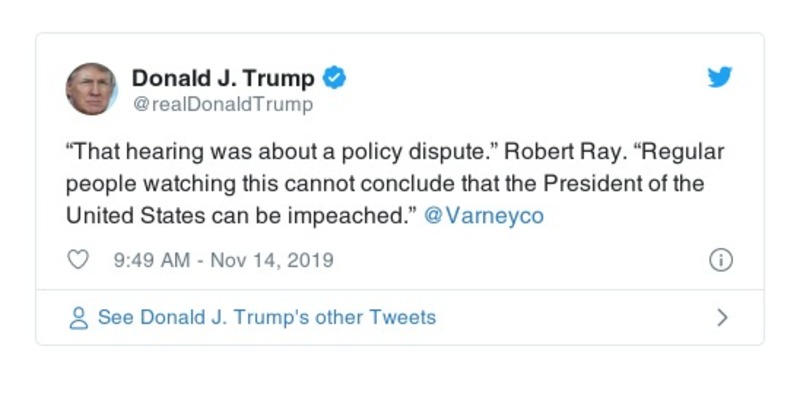 Donald J. Trump
@realDonaldTrump
“That hearing was about a policy dispute.” Robert Ray. “Regular
people watching this cannot conclude that the President of the
United States can be impeached.” @Varneyco
9:49 AM - Nov 14, 2019
See Donald J. Trump's other Tweets